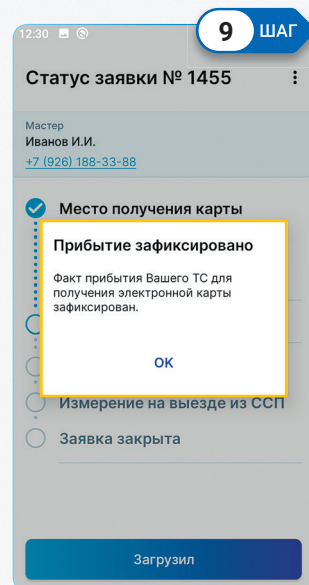 9 ШАГ
12:30
Статус заявки № 1455
Мастер
Иванов И.И.
+7 (926) 188-33-88
Место получения карты
Прибытие зафиксировано
Факт прибытия Вашего ТС для
получения электронной карты
зафиксирован.
OK
Измерение на выезде из ССП
Заявка закрыта
Загрузил